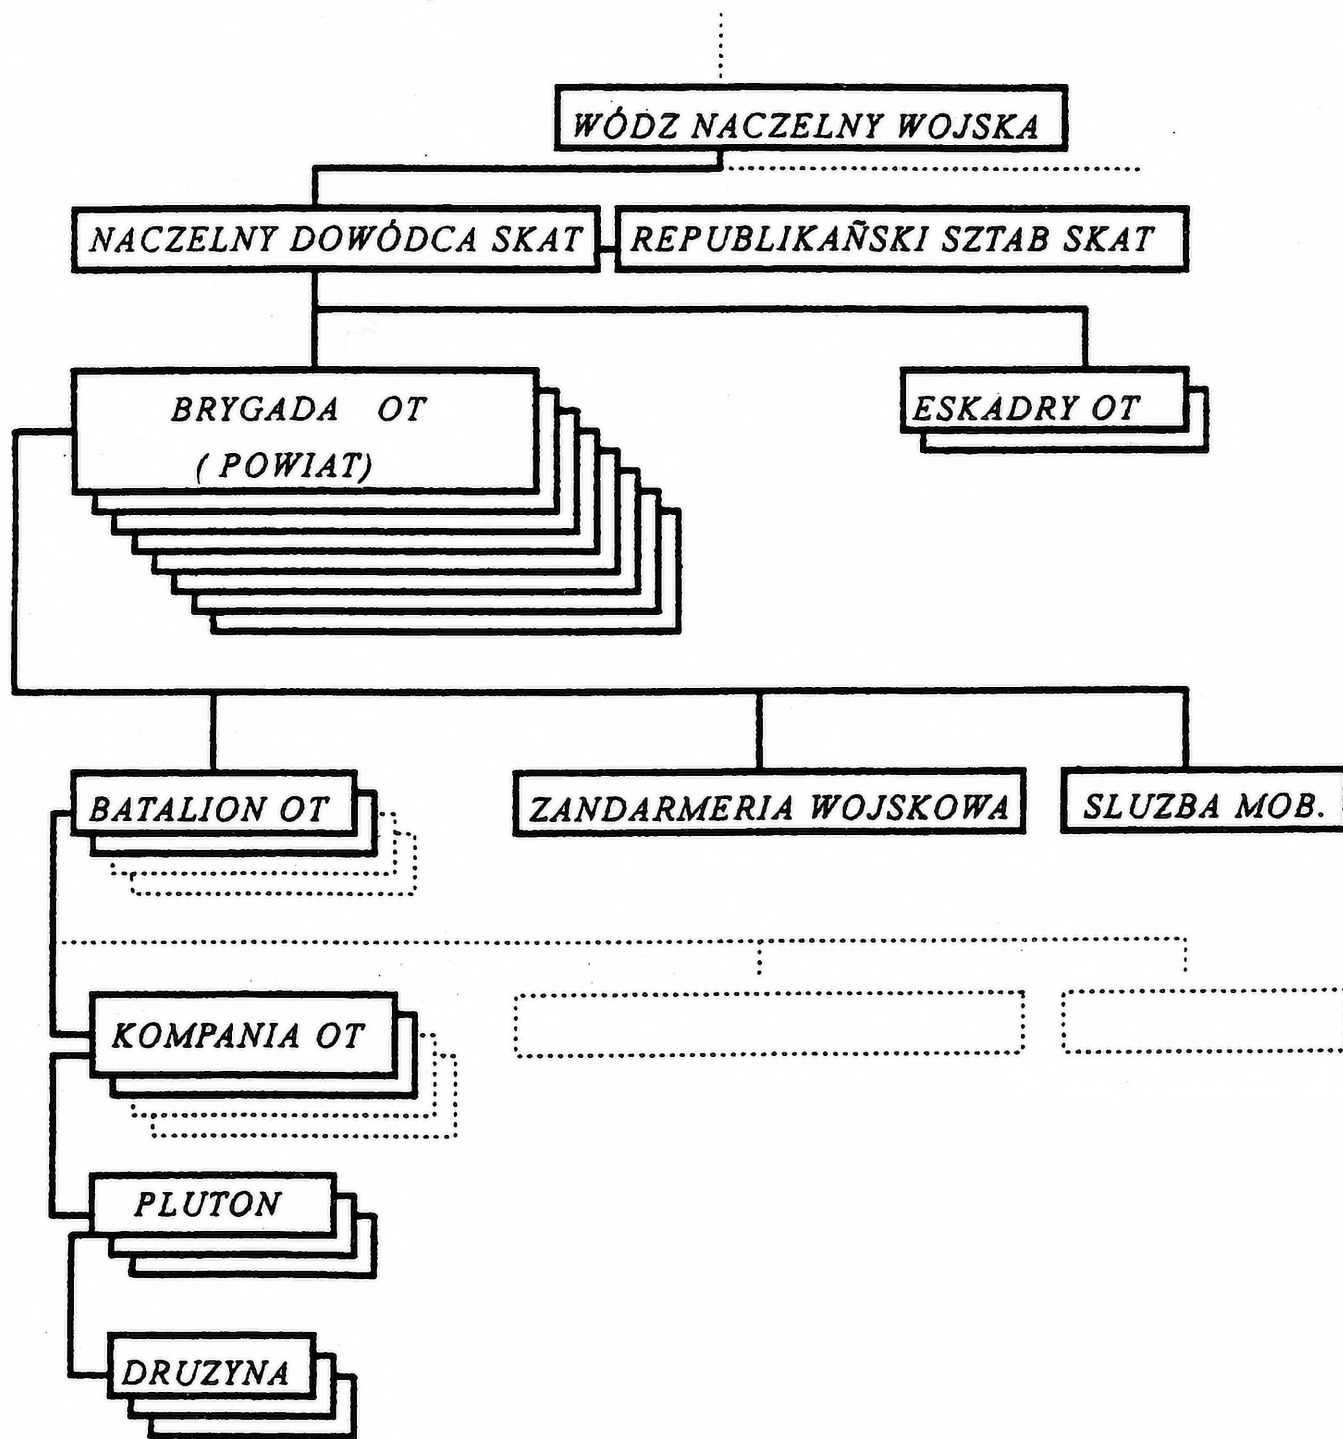 WÓDZ NACZELNY WOJSKA
NACZELNY DOWÓDCA SKAT
REPUBLIKAÑSKI SZTAB SKAT
BRYGADA OT
( POWIAT)
ESKADRY OT
BATALION OT
ZANDARMERIA WOJSKOWA
SLUZBA MOB.
KOMPANIA OT
PLUTON
DRUZYNA